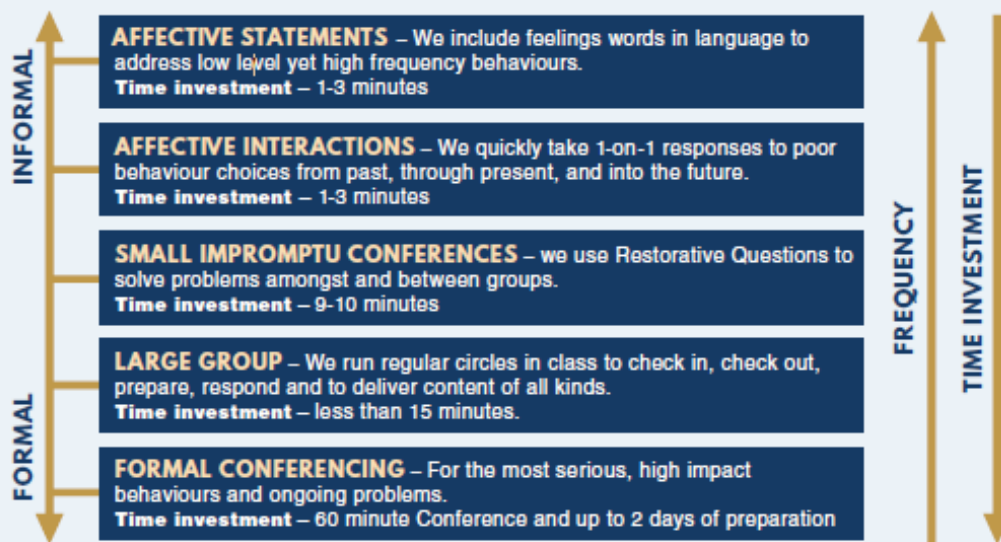 INFORMAL
FORMAL
AFFECTIVE STATEMENTS – We include feelings words in language to
address low level yet high frequency behaviours.
Time investment – 1-3 minutes
AFFECTIVE INTERACTIONS – We quickly take 1-on-1 responses to poor
behaviour choices from past, through present, and into the future.
Time investment – 1-3 minutes
SMALL IMPROMPTU CONFERENCES – we use Restorative Questions to
solve problems amongst and between groups.
Time investment – 9-10 minutes
LARGE GROUP – We run regular circles in class to check in, check out,
prepare, respond and to deliver content of all kinds.
Time investment – less than 15 minutes.
FORMAL CONFERENCING – For the most serious, high impact
behaviours and ongoing problems.
Time investment – 60 minute Conference and up to 2 days of preparation
FREQUENCY
TIME INVESTMENT